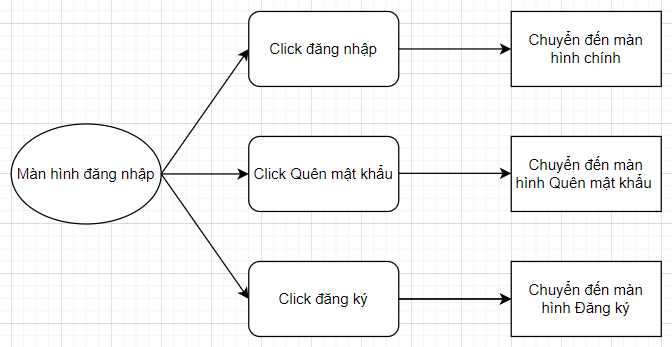 Click đăng nhập
Chuyển đến màn
hình chính
Màn hình đăng nhập
Click Quên mật khẩu
Chuyển đến màn
hình Quên mật khẩu
Click đăng ký
Chuyển đến màn
hình Đăng ký